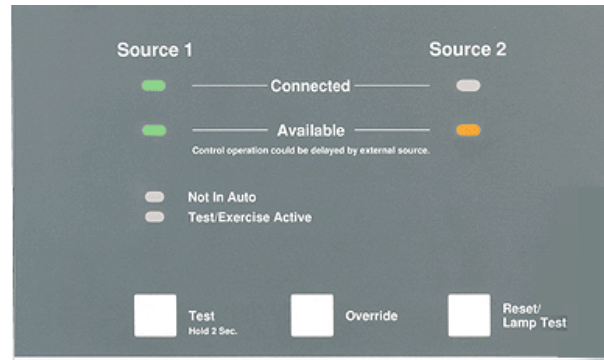 Source 1
Source 2
Connected
Available
Control operation could be delayed by external source.
Not In Auto
Test/Exercise Active
Test
Hold 2 Sec.
Override
Reset/
Lamp Test